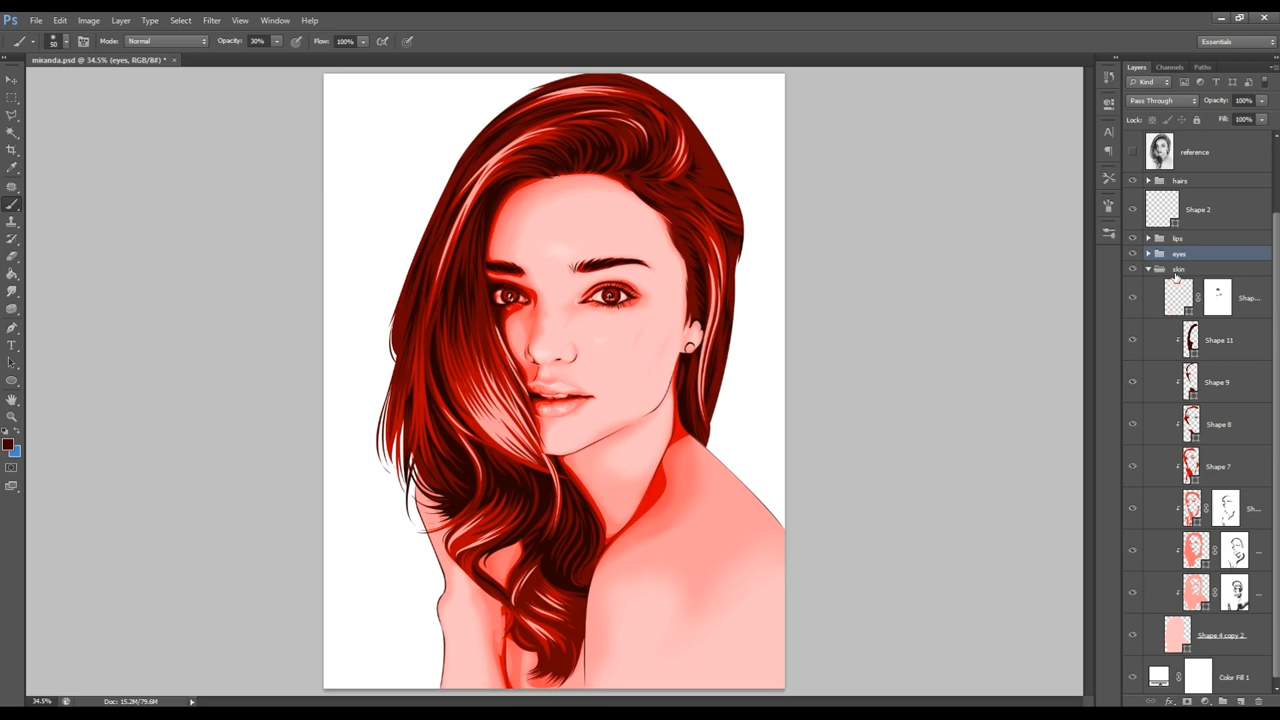 Ps File Edit Image Layer Type Select Filter View Window Help
50 Mode: Normal Opacity: 30% Flow: 100% Essentials
miranda.psd @ 34.5% (eyes, RGB/8#) * ×
Layers Channels Paths
Kind
Pass Through Opacity: 100%
Lock: Fill: 100%
reference
hairs
Shape 2
lips
eyes
skin
Shap...
Shape 11
Shape 9
Shape 8
Shape 7
Sh...
...
...
Shape 4 copy 2
Color Fill 1
34.5% Doc: 15.2M/79.6M